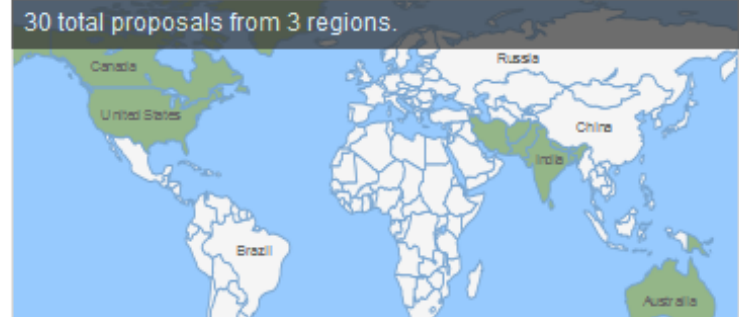 30 total proposals from 3 regions.
Canada
Russia
United States
China
India
Brazil
Australia